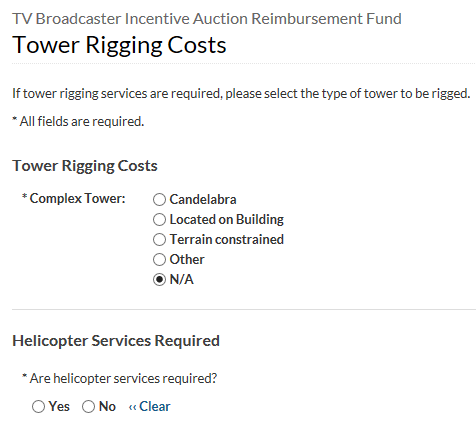 TV Broadcaster Incentive Auction Reimbursement Fund
Tower Rigging Costs
If tower rigging services are required, please select the type of tower to be rigged.
* All fields are required.
Tower Rigging Costs
* Complex Tower:
Candelabra
Located on Building
Terrain constrained
Other
N/A
Helicopter Services Required
* Are helicopter services required?
Yes No ‹‹ Clear